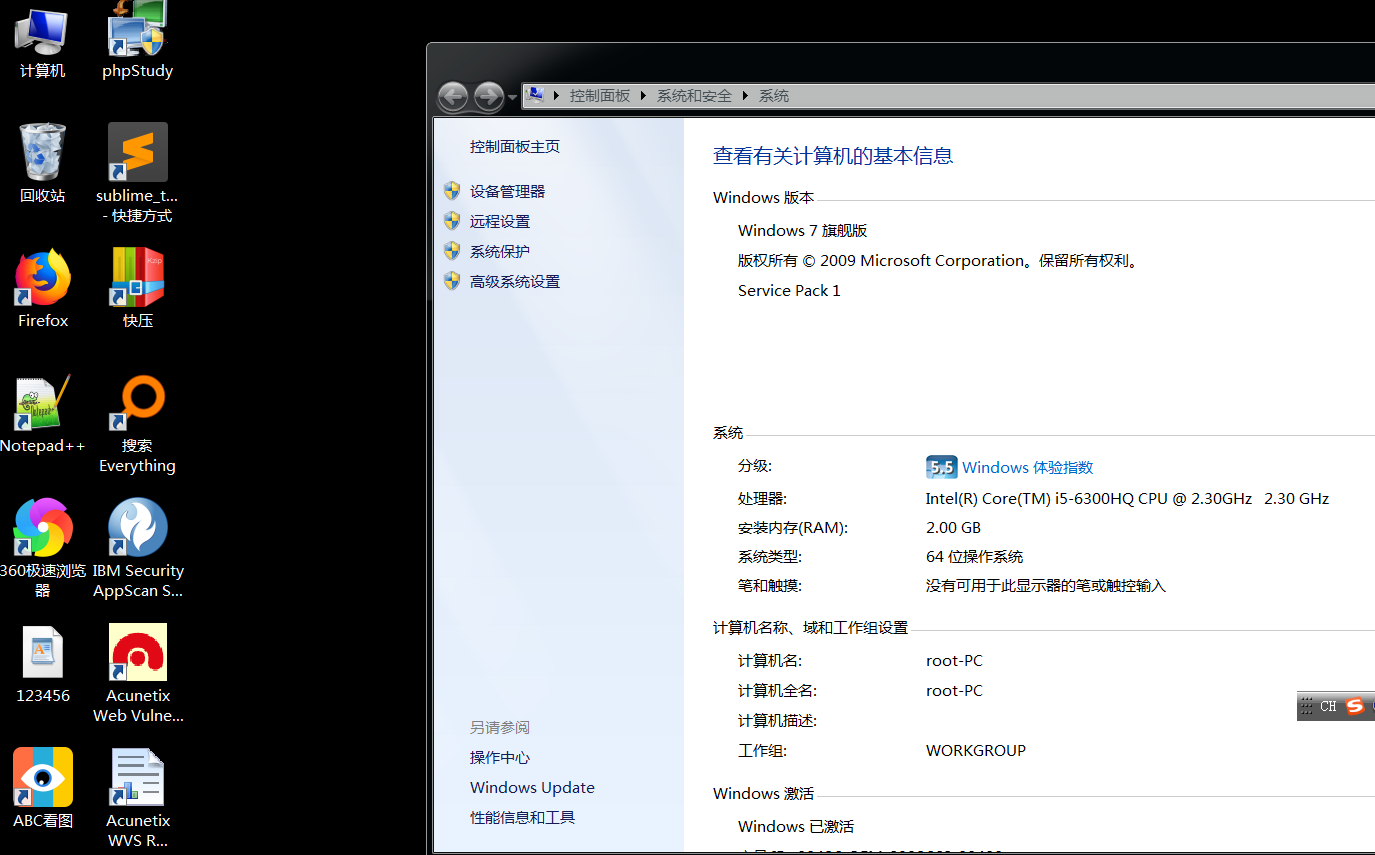 计算机
phpStudy
回收站
sublime_t...
- 快捷方式
Firefox
Kzip
快压
Notepad++
搜索
Everything
360极速浏览
器
IBM Security
AppScan S...
123456
Acunetix
Web Vulne...
ABC看图
Acunetix
WVS R...
控制面板 系统和安全 系统
控制面板主页
设备管理器
远程设置
系统保护
高级系统设置
另请参阅
操作中心
Windows Update
性能信息和工具
查看有关计算机的基本信息
Windows 版本
Windows 7 旗舰版
版权所有 © 2009 Microsoft Corporation。保留所有权利。
Service Pack 1
系统
分级: 5.5 Windows 体验指数
处理器: Intel(R) Core(TM) i5-6300HQ CPU @ 2.30GHz 2.30 GHz
安装内存(RAM): 2.00 GB
系统类型: 64 位操作系统
笔和触摸: 没有可用于此显示器的笔或触控输入
计算机名称、域和工作组设置
计算机名: root-PC
计算机全名: root-PC
计算机描述:
工作组: WORKGROUP
CH
Windows 激活
Windows 已激活